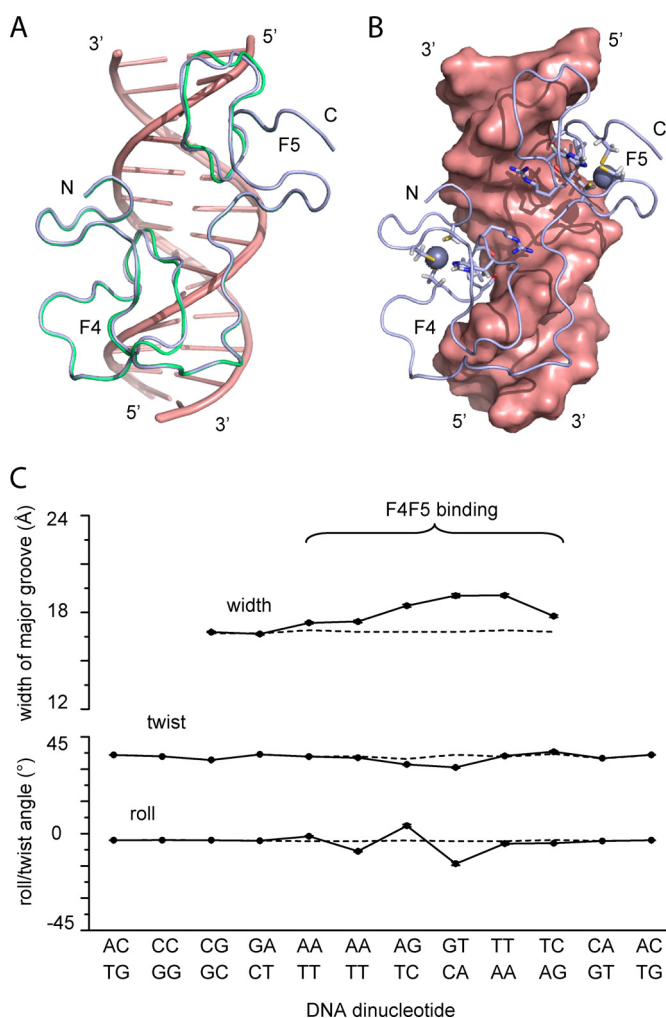 A
3’
5’
C
F5
N
F4
5’
3’
B
3’
5’
C
F5
N
F4
5’
3’
C
F4F5 binding
width of major groove (Å)
24
18
12
width
twist
roll
roll/twist angle (°)
45
0
-45
AC CC CG GA AA AA AG GT TT TC CA AC
TG GG GC CT TT TT TC CA AA AG GT TG
DNA dinucleotide